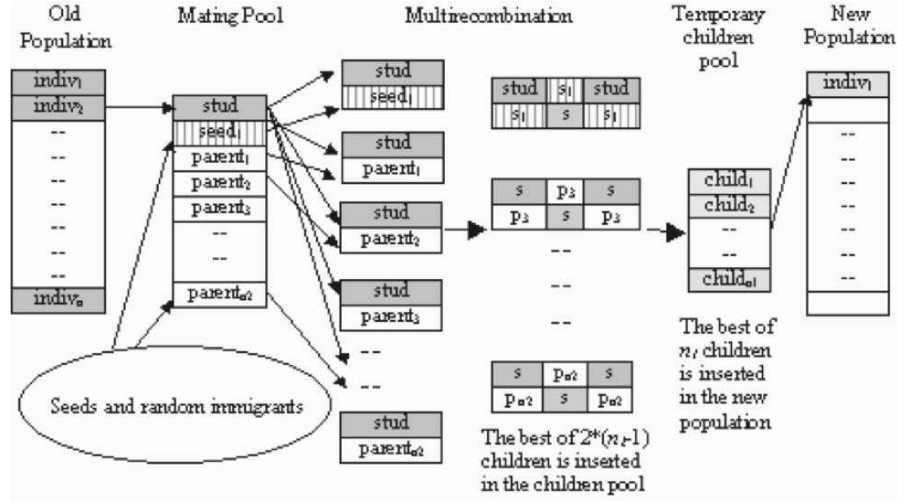 Old
Population
Mating Pool
Multirecombination
Temporary
children
pool
New
Population
indiv₁
indiv₂
--
--
--
--
--
--
indivₙ
stud
seed₁
parent₁
parent₂
parent₃
--
--
parentₙ₂
Seeds and random immigrants
stud
seed₁
stud
parent₁
stud
parent₂
stud
parent₃
--
--
stud
parentₙ₂
stud s₁ stud
s₁ s s₁
s p₃ s
p₃ s p₃
--
--
--
s pₙ₂ s
pₙ₂ s pₙ₂
The best of 2*(n₁-1)
children is inserted
in the children pool
child₁
child₂
--
--
childₙ₁
The best of
n₁ children
is inserted
in the new
population
indiv₁
--
--
--
--
--
--